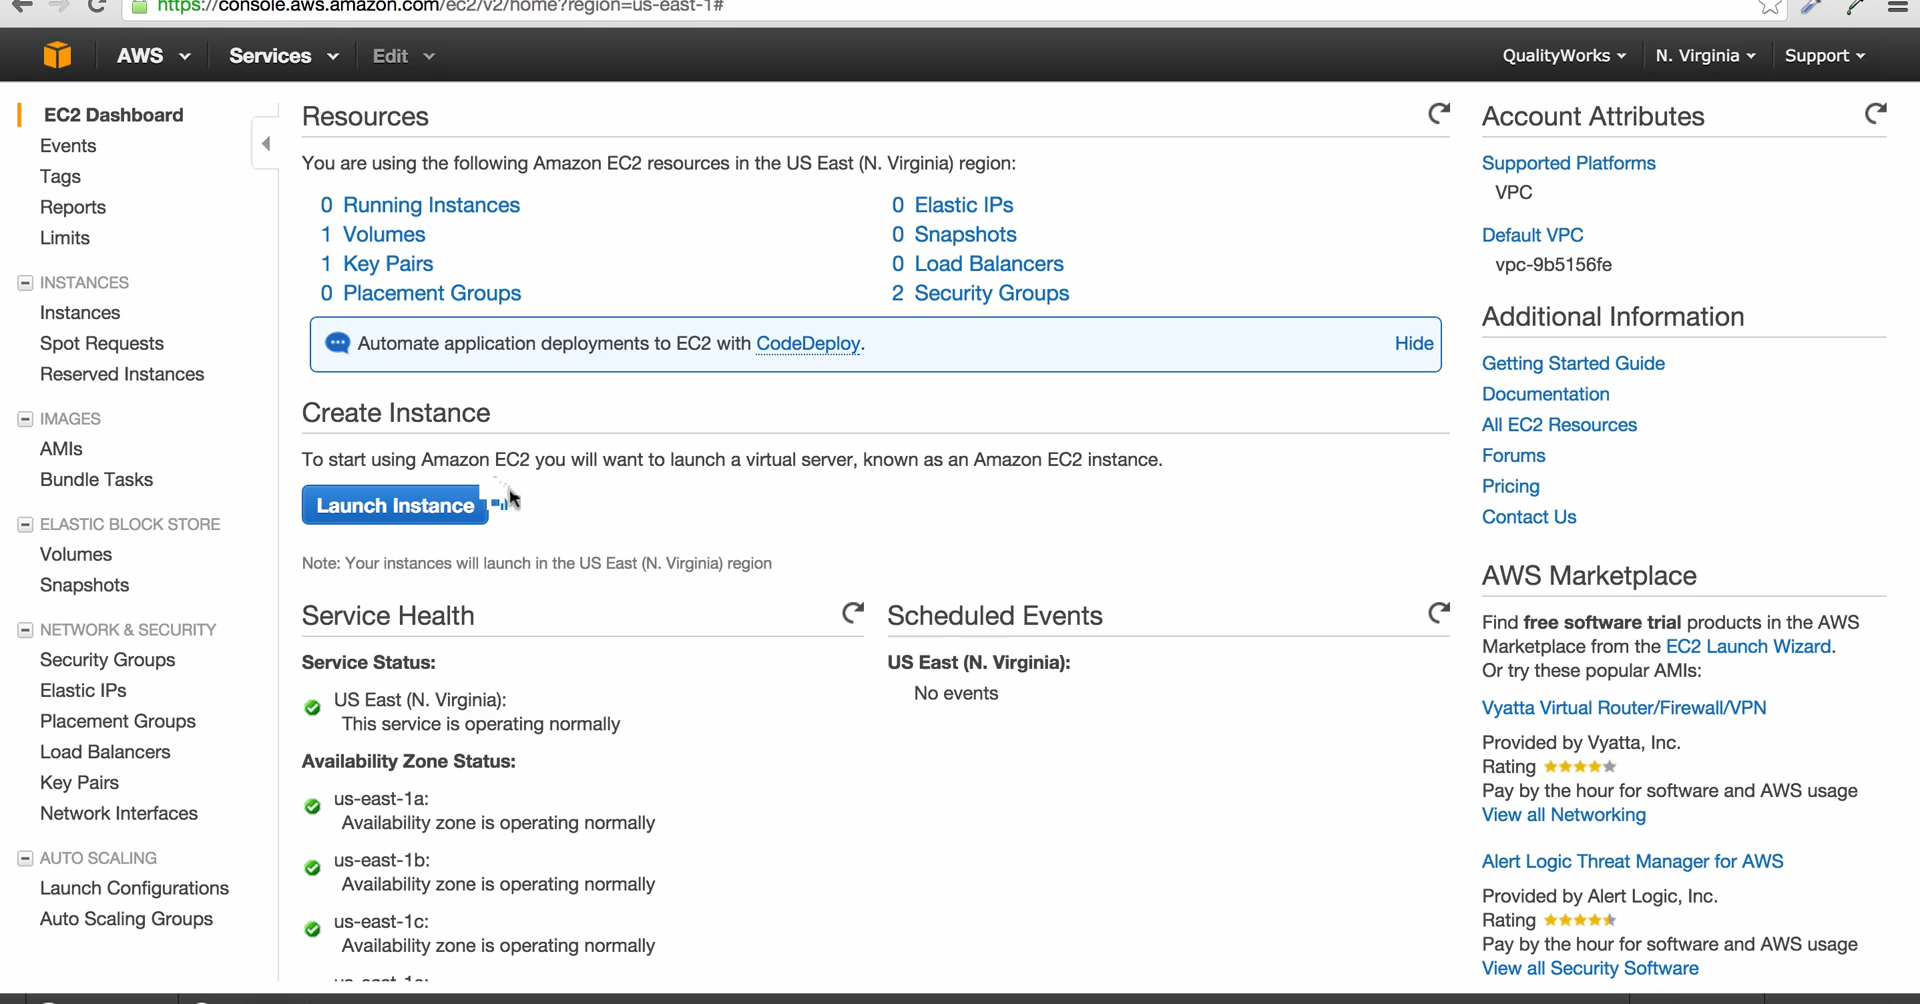 https://console.aws.amazon.com/ec2/v2/home?region=us-east-1#
AWS
Services
Edit
QualityWorks
N. Virginia
Support
EC2 Dashboard
Events
Tags
Reports
Limits
INSTANCES
Instances
Spot Requests
Reserved Instances
IMAGES
AMIs
Bundle Tasks
ELASTIC BLOCK STORE
Volumes
Snapshots
NETWORK & SECURITY
Security Groups
Elastic IPs
Placement Groups
Load Balancers
Key Pairs
Network Interfaces
AUTO SCALING
Launch Configurations
Auto Scaling Groups
Resources
You are using the following Amazon EC2 resources in the US East (N. Virginia) region:
0 Running Instances
1 Volumes
1 Key Pairs
0 Placement Groups
0 Elastic IPs
0 Snapshots
0 Load Balancers
2 Security Groups
Automate application deployments to EC2 with CodeDeploy.
Hide
Create Instance
To start using Amazon EC2 you will want to launch a virtual server, known as an Amazon EC2 instance.
Launch Instance
Note: Your instances will launch in the US East (N. Virginia) region
Service Health
Service Status:
US East (N. Virginia):
This service is operating normally
Availability Zone Status:
us-east-1a:
Availability zone is operating normally
us-east-1b:
Availability zone is operating normally
us-east-1c:
Availability zone is operating normally
Scheduled Events
US East (N. Virginia):
No events
Account Attributes
Supported Platforms
VPC
Default VPC
vpc-9b5156fe
Additional Information
Getting Started Guide
Documentation
All EC2 Resources
Forums
Pricing
Contact Us
AWS Marketplace
Find free software trial products in the AWS
Marketplace from the EC2 Launch Wizard.
Or try these popular AMIs:
Vyatta Virtual Router/Firewall/VPN
Provided by Vyatta, Inc.
Rating
Pay by the hour for software and AWS usage
View all Networking
Alert Logic Threat Manager for AWS
Provided by Alert Logic, Inc.
Rating
Pay by the hour for software and AWS usage
View all Security Software